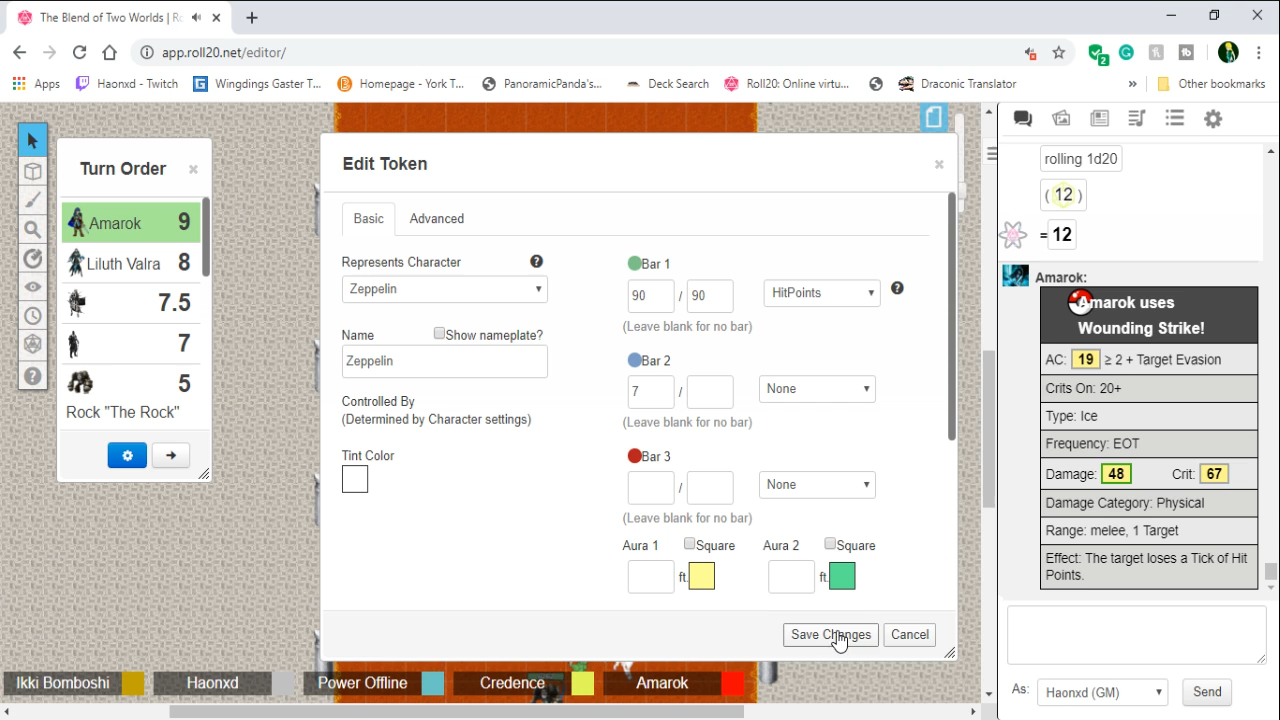 The Blend of Two Worlds | Ro
app.roll20.net/editor/
2
Apps
Haonxd - Twitch
Wingdings Gaster T...
Homepage - York T...
PanoramicPanda's...
Deck Search
Roll20: Online virtu...
Draconic Translator
»
Other bookmarks
Turn Order
Amarok 9
Liluth Valra 8
7.5
7
5
Rock "The Rock"
Edit Token
Basic
Advanced
Represents Character
Zeppelin
Name
Show nameplate?
Zeppelin
Controlled By
(Determined by Character settings)
Tint Color
Bar 1
90 / 90
HitPoints
(Leave blank for no bar)
Bar 2
7 /
None
(Leave blank for no bar)
Bar 3
/
None
(Leave blank for no bar)
Aura 1
Square
Aura 2
Square
ft.
ft.
Save Changes
Cancel
rolling 1d20
(12)
=12
Amarok:
Amarok uses
Wounding Strike!
AC: 19 ≥ 2 + Target Evasion
Crits On: 20+
Type: Ice
Frequency: EOT
Damage: 48 Crit: 67
Damage Category: Physical
Range: melee, 1 Target
Effect: The target loses a Tick of Hit
Points.
As:
Haonxd (GM)
Send
Ikki Bomboshi
Haonxd
Power Offline
Credence
Amarok